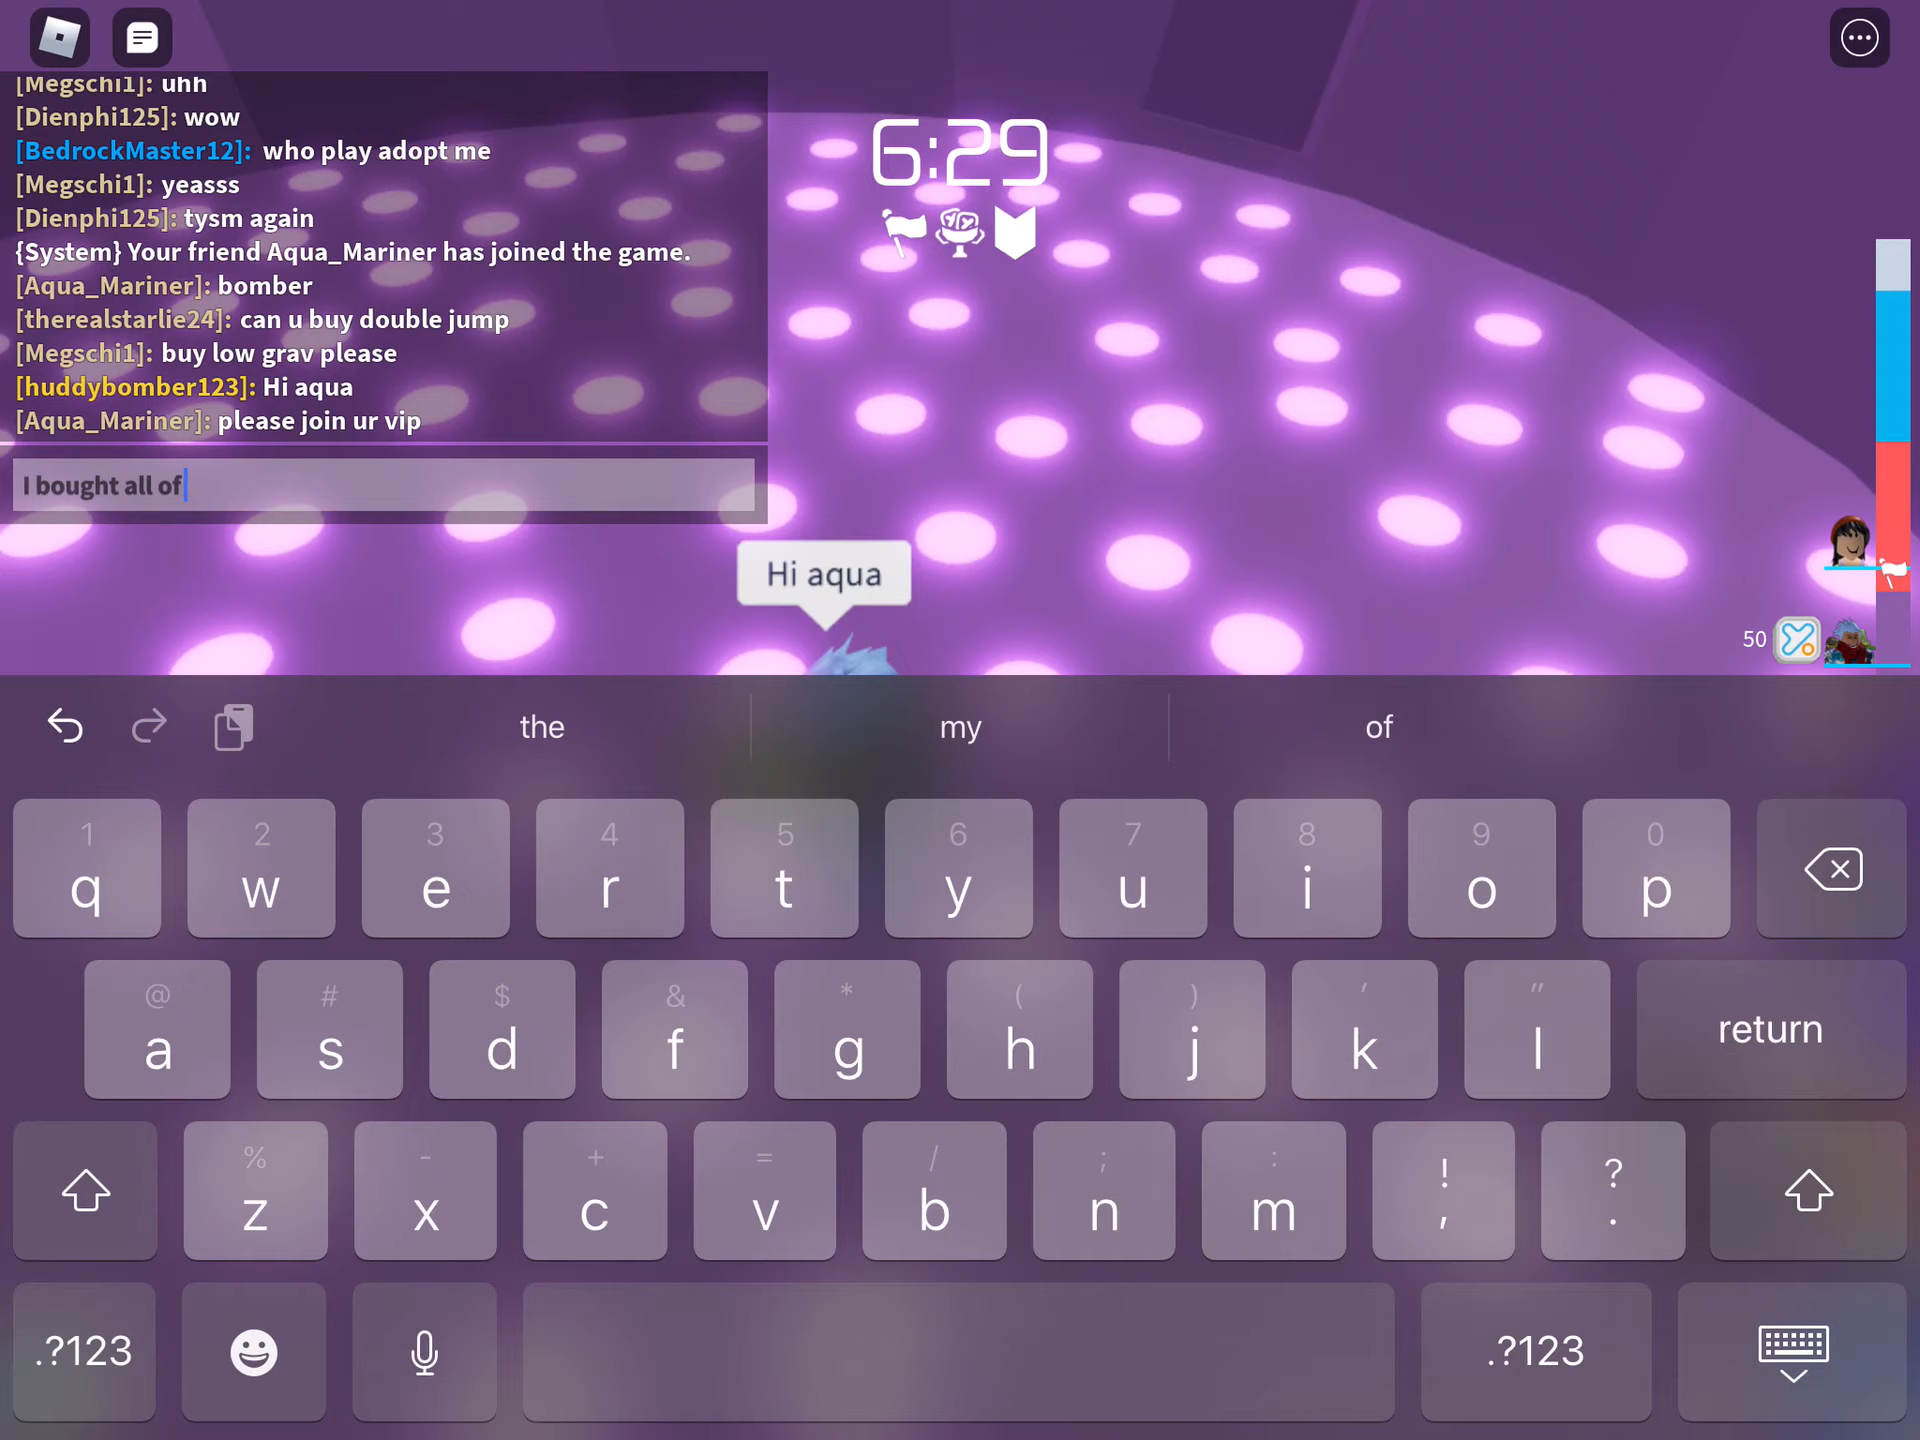 [Megschi1]: uhh
[Dienphi125]: wow
[BedrockMaster12]: who play adopt me
[Megschi1]: yeasss
[Dienphi125]: tysm again
{System} Your friend Aqua_Mariner has joined the game.
[Aqua_Mariner]: bomber
[therealstarlie24]: can u buy double jump
[Megschi1]: buy low grav please
[huddybomber123]: Hi aqua
[Aqua_Mariner]: please join ur vip
I bought all of
6:29
Hi aqua
50
the my of
1 2 3 4 5 6 7 8 9 0
q w e r t y u i o p
@ # $ & * ( ) ' "
a s d f g h j k l return
% - + = / ; : ! ?
z x c v b n m , .
.?123 .?123